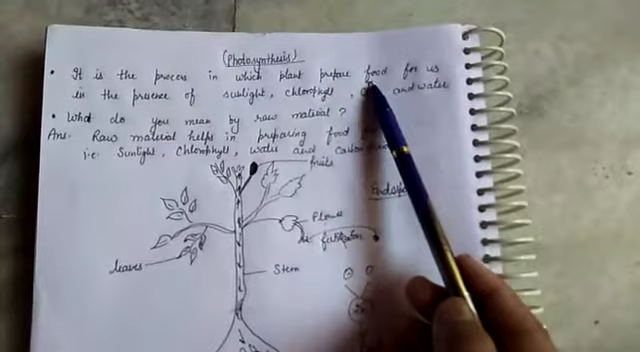 (Photosynthesis)
• It is the process in which plant prepare food for us
in the presence of sunlight, chlorophyll, and water
• What do you mean by raw material?
Ans: Raw material helps in preparing food
i.e. Sunlight, Chlorophyll, water and Carbon
fruits
fertilization
leaves
Stem